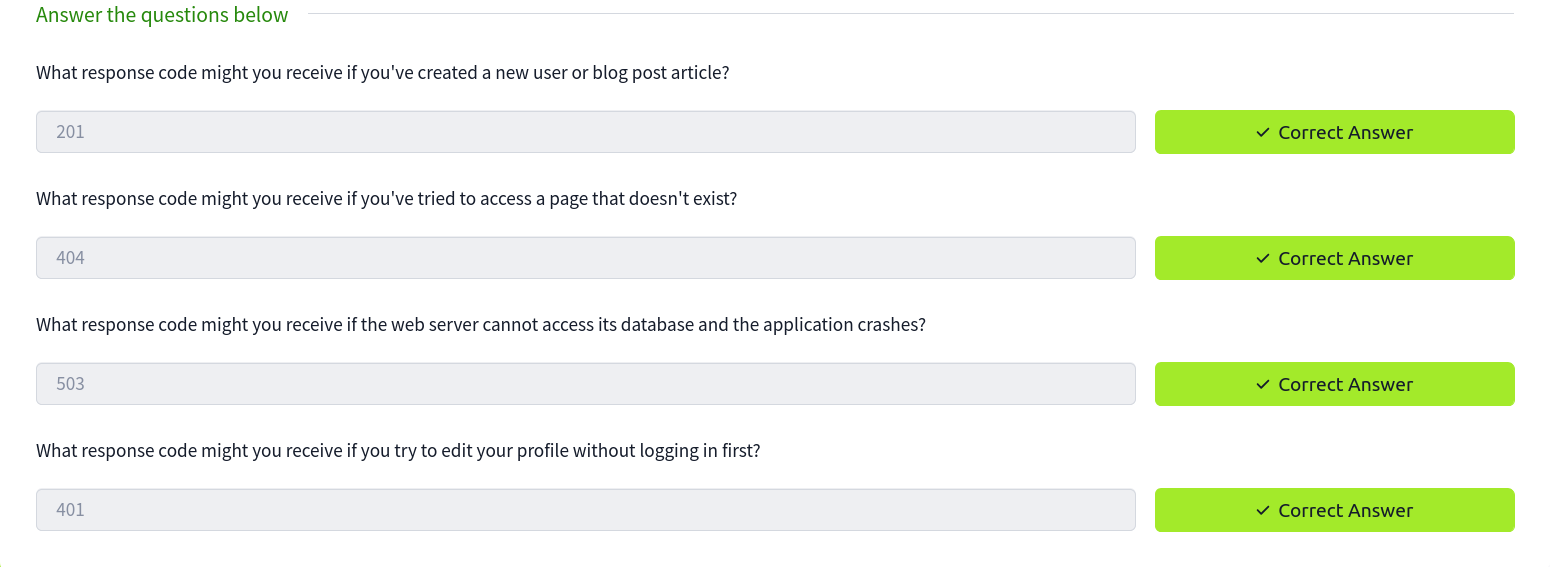 Answer the questions below
What response code might you receive if you've created a new user or blog post article?
201
✓ Correct Answer
What response code might you receive if you've tried to access a page that doesn't exist?
404
✓ Correct Answer
What response code might you receive if the web server cannot access its database and the application crashes?
503
✓ Correct Answer
What response code might you receive if you try to edit your profile without logging in first?
401
✓ Correct Answer